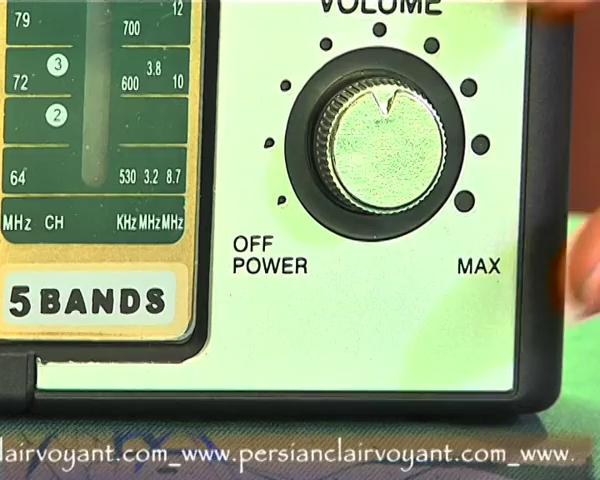 VOLUME
79 700 12
3
72 600 3.8 10
2
64 530 3.2 8.7
MHz CH KHz MHz MHz
5 BANDS
OFF
POWER
MAX
lairvoyant.com_www.persianclairvoyant.com_www.